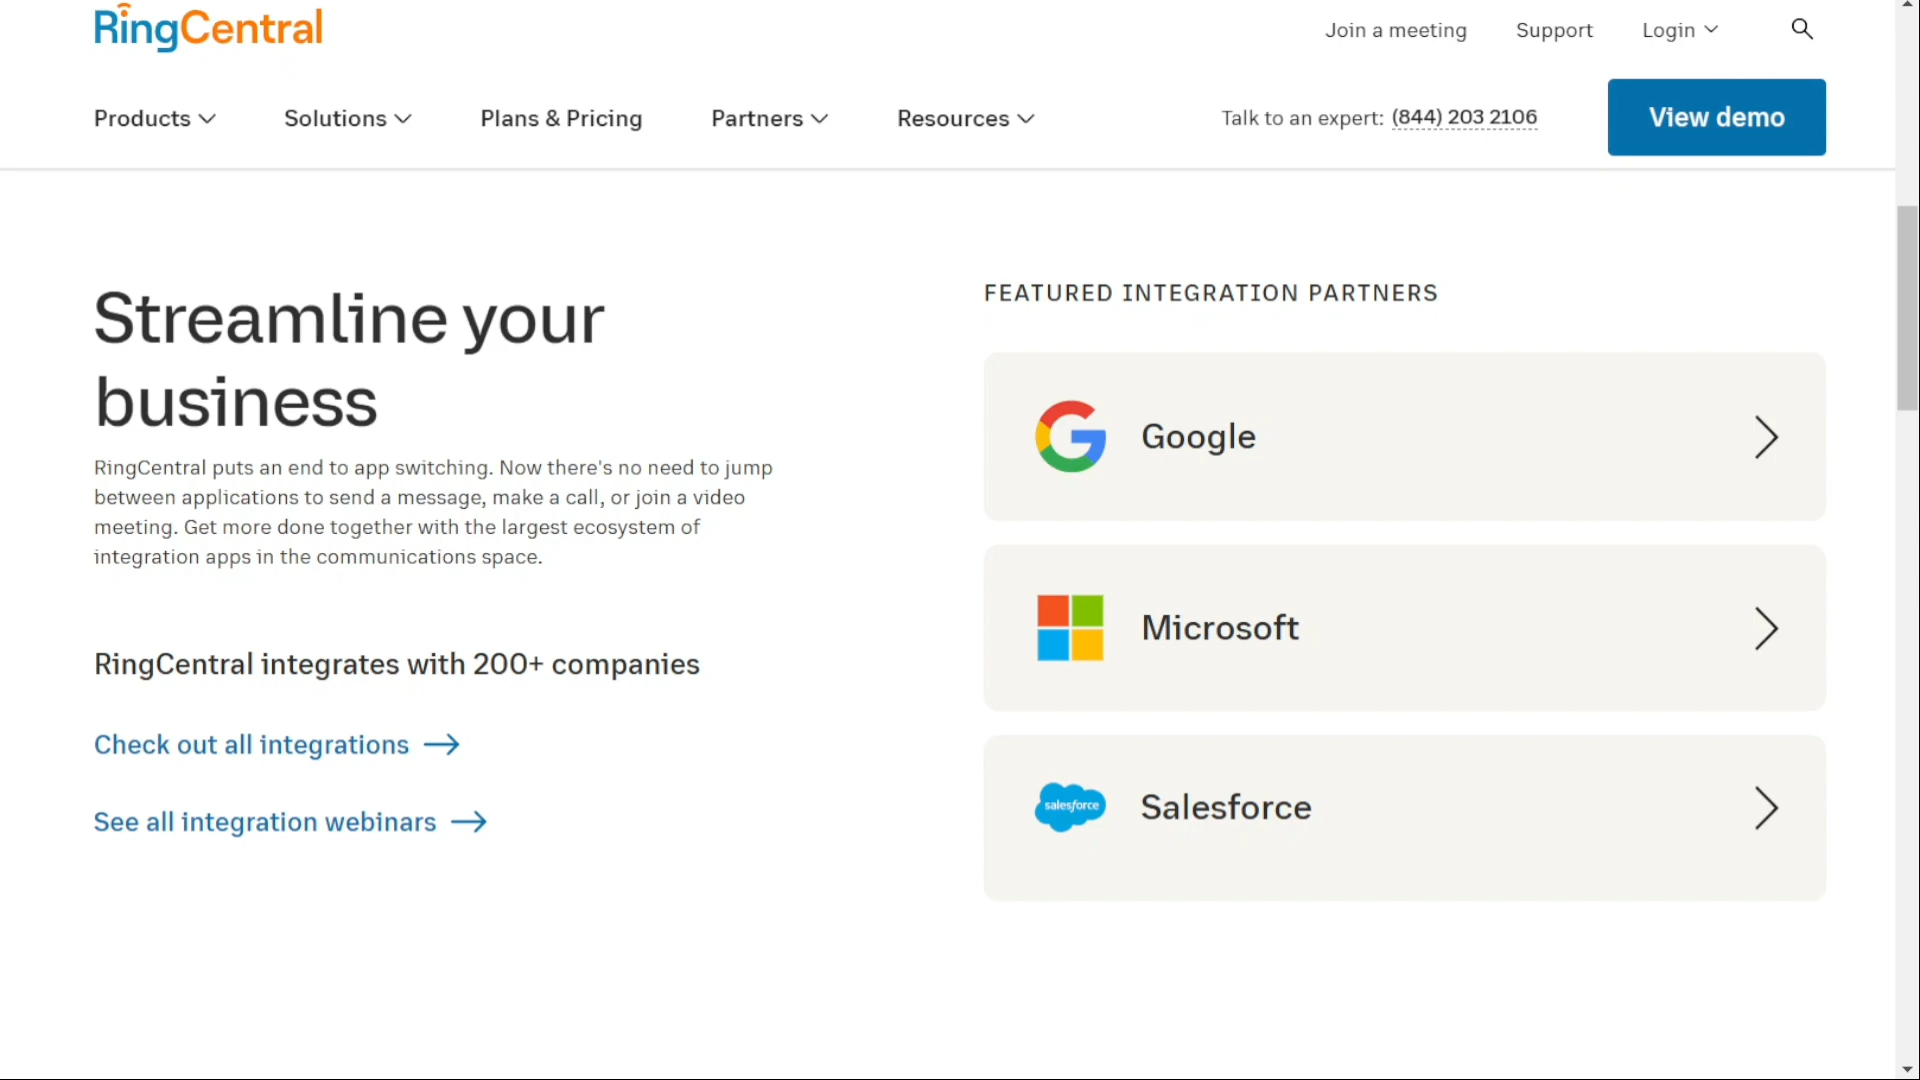 RingCentral
Join a meeting
Support
Login
Products
Solutions
Plans & Pricing
Partners
Resources
Talk to an expert: (844) 203 2106
View demo
Streamline your
business
RingCentral puts an end to app switching. Now there's no need to jump
between applications to send a message, make a call, or join a video
meeting. Get more done together with the largest ecosystem of
integration apps in the communications space.
RingCentral integrates with 200+ companies
Check out all integrations
See all integration webinars
FEATURED INTEGRATION PARTNERS
Google
Microsoft
salesforce
Salesforce